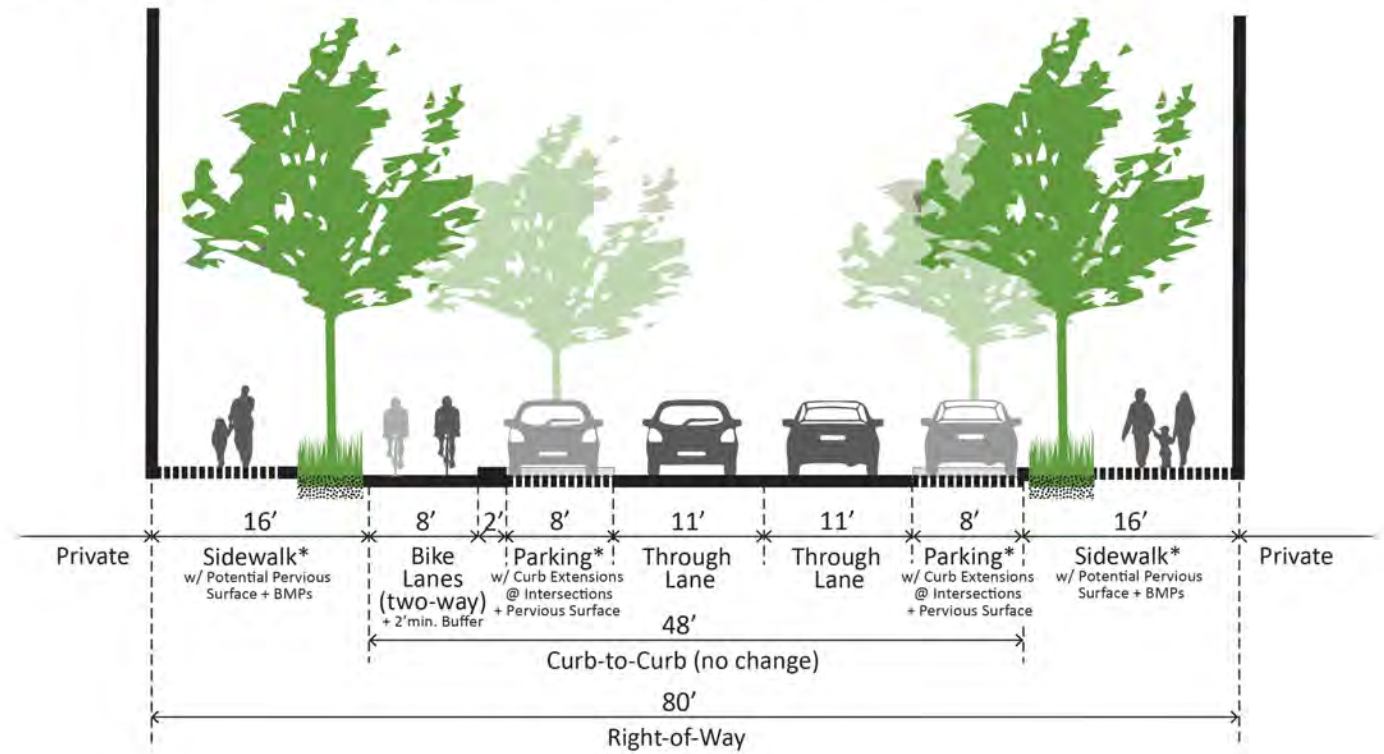 16’
8’
2’
8’
11’
11’
8’
16’
Private
Sidewalk*
w/ Potential Pervious
Surface + BMPs
Bike
Lanes
(two-way)
+ 2’min. Buffer
Parking*
w/ Curb Extensions
@ Intersections
+ Pervious Surface
Through
Lane
Through
Lane
Parking*
w/ Curb Extensions
@ Intersections
+ Pervious Surface
Sidewalk*
w/ Potential Pervious
Surface + BMPs
Private
48’
Curb-to-Curb (no change)
80’
Right-of-Way